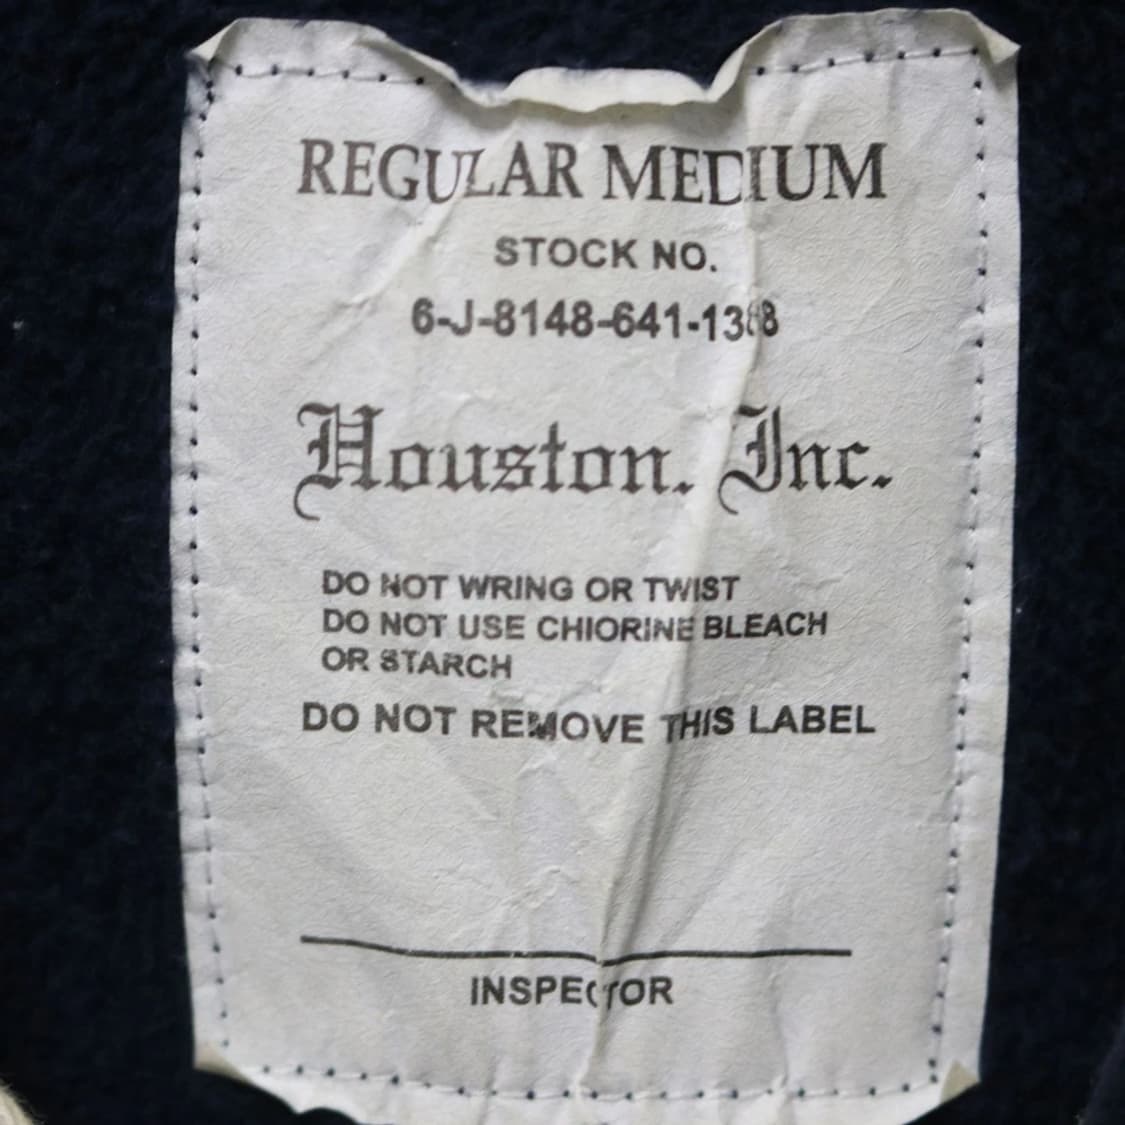 REGULAR MEDIUM
STOCK NO.
6-J-8148-641-1388
Houston. Inc.
DO NOT WRING OR TWIST
DO NOT USE CHIORINE BLEACH
OR STARCH
DO NOT REMOVE THIS LABEL
INSPECTOR